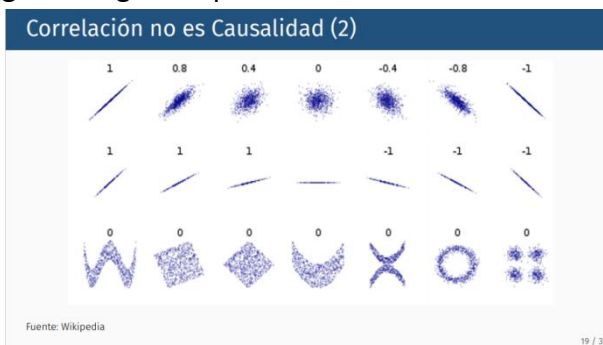 Correlación no es Causalidad (2)
1 0.8 0.4 0 -0.4 -0.8 -1
1 1 1 -1 -1 -1
0 0 0 0 0 0 0
Fuente: Wikipedia
19 / 3